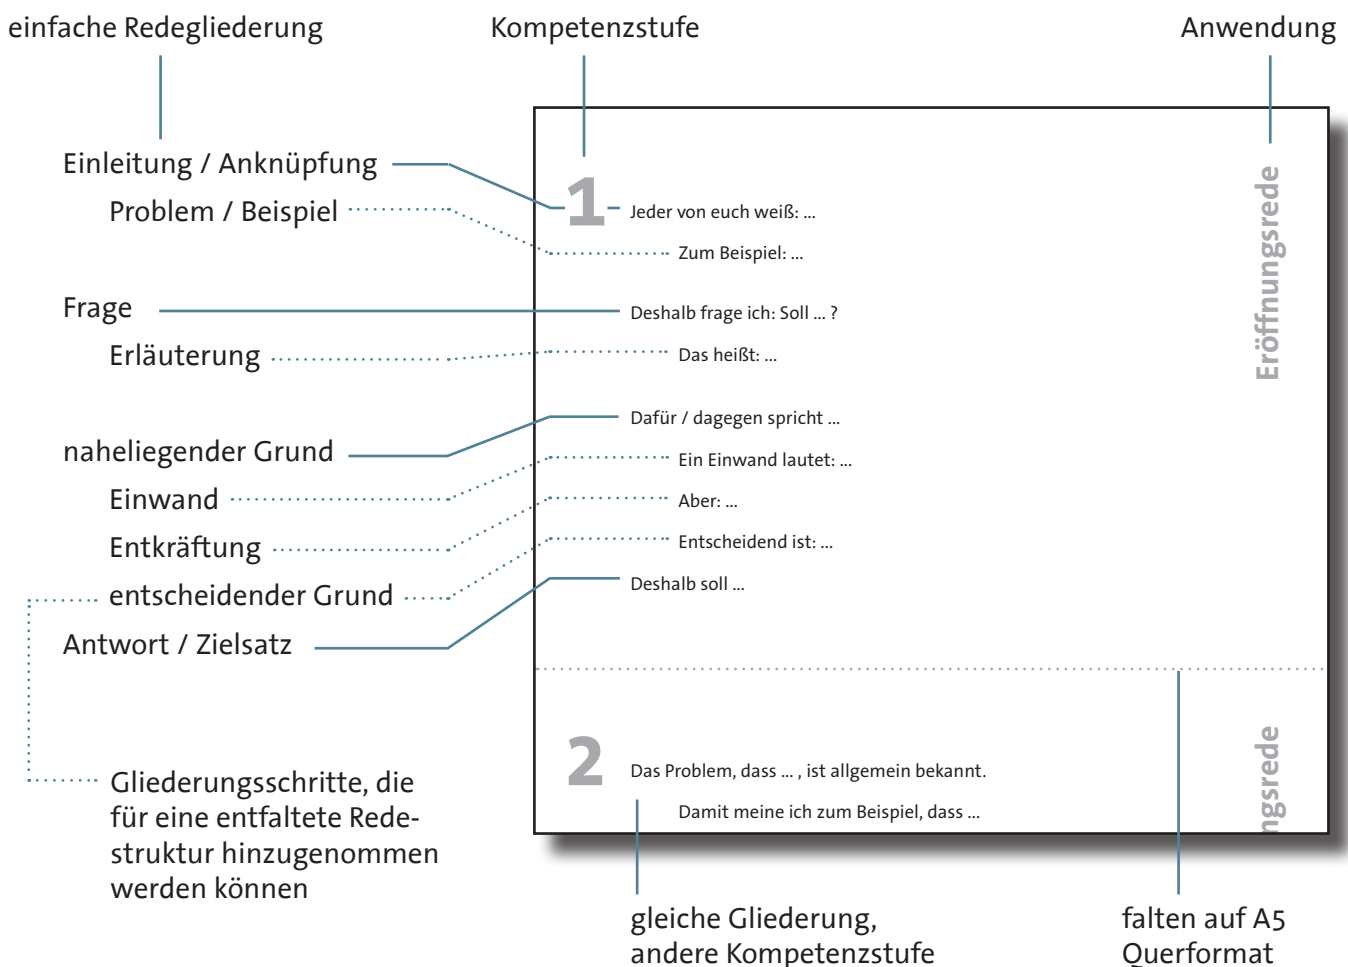 einfache Redegliederung
Kompetenzstufe
Anwendung
Einleitung / Anknüpfung
Problem / Beispiel
Frage
Erläuterung
naheliegender Grund
Einwand
Entkräftung
entscheidender Grund
Antwort / Zielsatz
Gliederungsschritte, die
für eine entfaltete Rede-
struktur hinzugenommen
werden können
1
Jeder von euch weiß: ...
Zum Beispiel: ...
Deshalb frage ich: Soll ... ?
Das heißt: ...
Dafür / dagegen spricht ...
Ein Einwand lautet: ...
Aber: ...
Entscheidend ist: ...
Deshalb soll ...
Eröffnungsrede
2
Das Problem, dass ... , ist allgemein bekannt.
Damit meine ich zum Beispiel, dass ...
ngsrede
gleiche Gliederung,
andere Kompetenzstufe
falten auf A5
Querformat